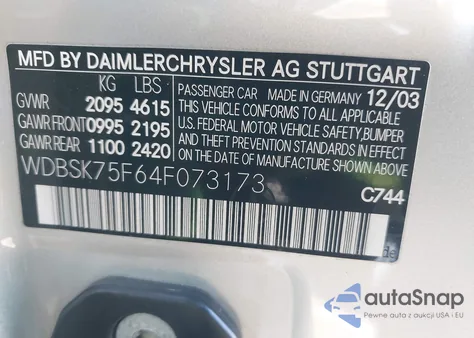 MFD BY DAIMLERCHRYSLER AG STUTTGART
KG LBS
GVWR 2095 4615
GAWR FRONT 0995 2195
GAWR REAR 1100 2420
PASSENGER CAR MADE IN GERMANY 12/03
THIS VEHICLE CONFORMS TO ALL APPLICABLE
U.S. FEDERAL MOTOR VEHICLE SAFETY, BUMPER
AND THEFT PREVENTION STANDARDS IN EFFECT
ON THE DATE OF MANUFACTURE SHOWN ABOVE
WDBSK75F64F073173
C744
de
autoSnap
Pewne auta z aukcji USA i EU